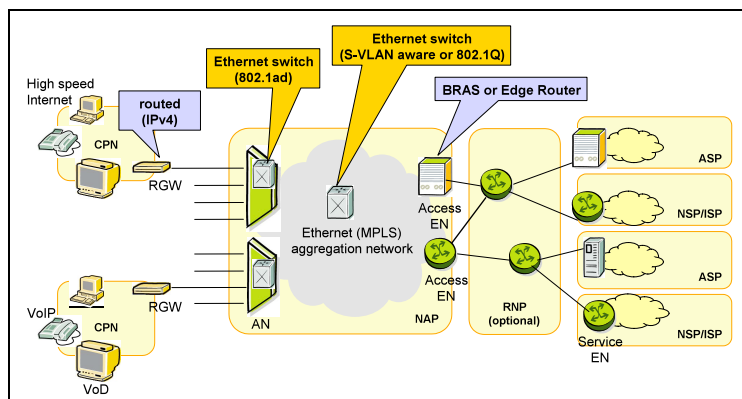 Ethernet switch
(S-VLAN aware or 802.1Q)
Ethernet switch
(802.1ad)
High speed
Internet
routed
(IPv4)
BRAS or Edge Router
CPN
RGW
ASP
Access
EN
NSP/ISP
Ethernet (MPLS)
aggregation network
Access
EN
ASP
VoIP
CPN
RGW
RNP
(optional)
AN
NAP
Service
EN
NSP/ISP
VoD